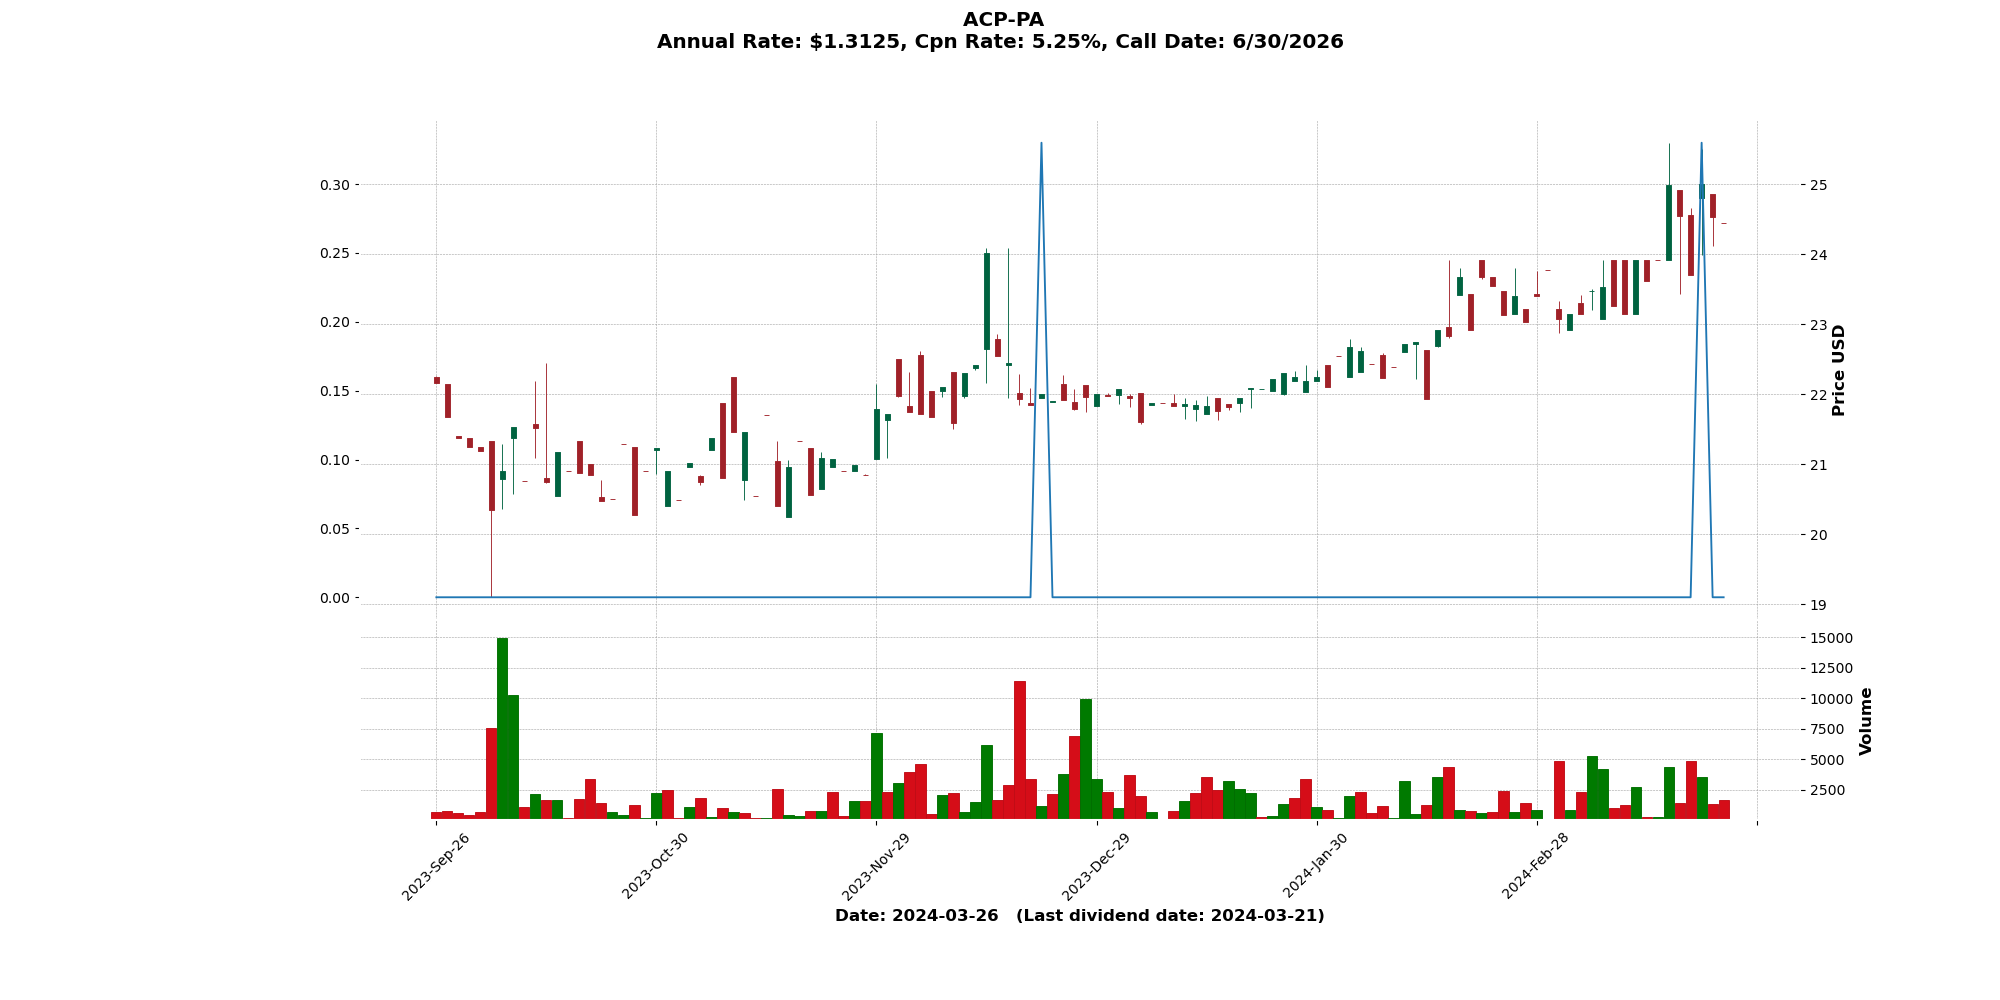 ACP-PA
Annual Rate: $1.3125, Cpn Rate: 5.25%, Call Date: 6/30/2026
0.30
0.25
0.20
0.15
0.10
0.05
0.00
25
24
23
22
21
20
19
Price USD
15000
12500
10000
7500
5000
2500
Volume
2023-Sep-26
2023-Oct-30
2023-Nov-29
2023-Dec-29
2024-Jan-30
2024-Feb-28
Date: 2024-03-26 (Last dividend date: 2024-03-21)